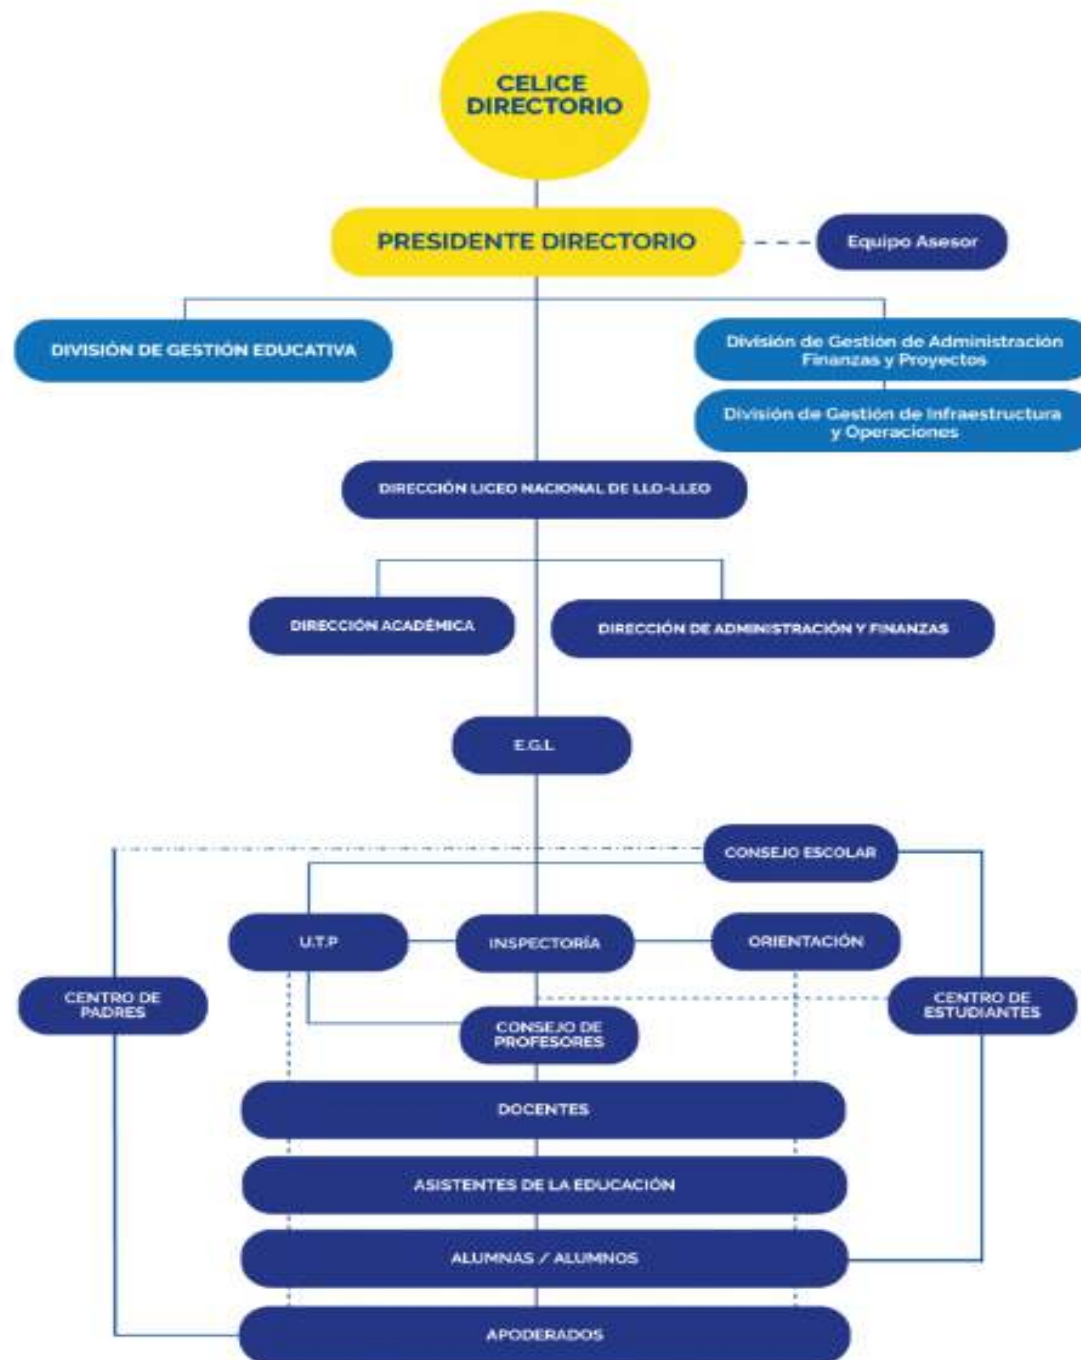 CELICE
DIRECTORIO
PRESIDENTE DIRECTORIO
Equipo Asesor
DIVISIÓN DE GESTIÓN EDUCATIVA
División de Gestión de Administración
Finanzas y Proyectos
División de Gestión de Infraestructura
y Operaciones
DIRECCIÓN LICEO NACIONAL DE LLO-LLEO
DIRECCIÓN ACADÉMICA
DIRECCIÓN DE ADMINISTRACIÓN Y FINANZAS
E.G.L
CONSEJO ESCOLAR
U.T.P
INSPECTORÍA
ORIENTACIÓN
CENTRO DE
PADRES
CENTRO DE
ESTUDIANTES
CONSEJO DE
PROFESORES
DOCENTES
ASISTENTES DE LA EDUCACIÓN
ALUMNAS / ALUMNOS
APODERADOS